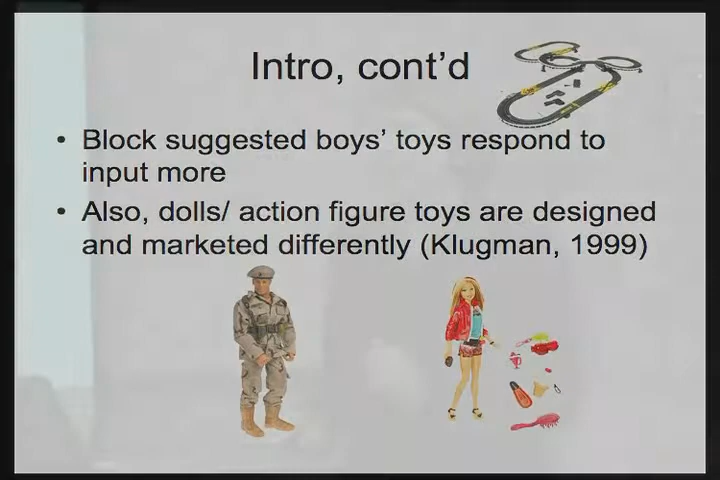 Intro, cont'd
• Block suggested boys' toys respond to
input more
• Also, dolls/ action figure toys are designed
and marketed differently (Klugman, 1999)